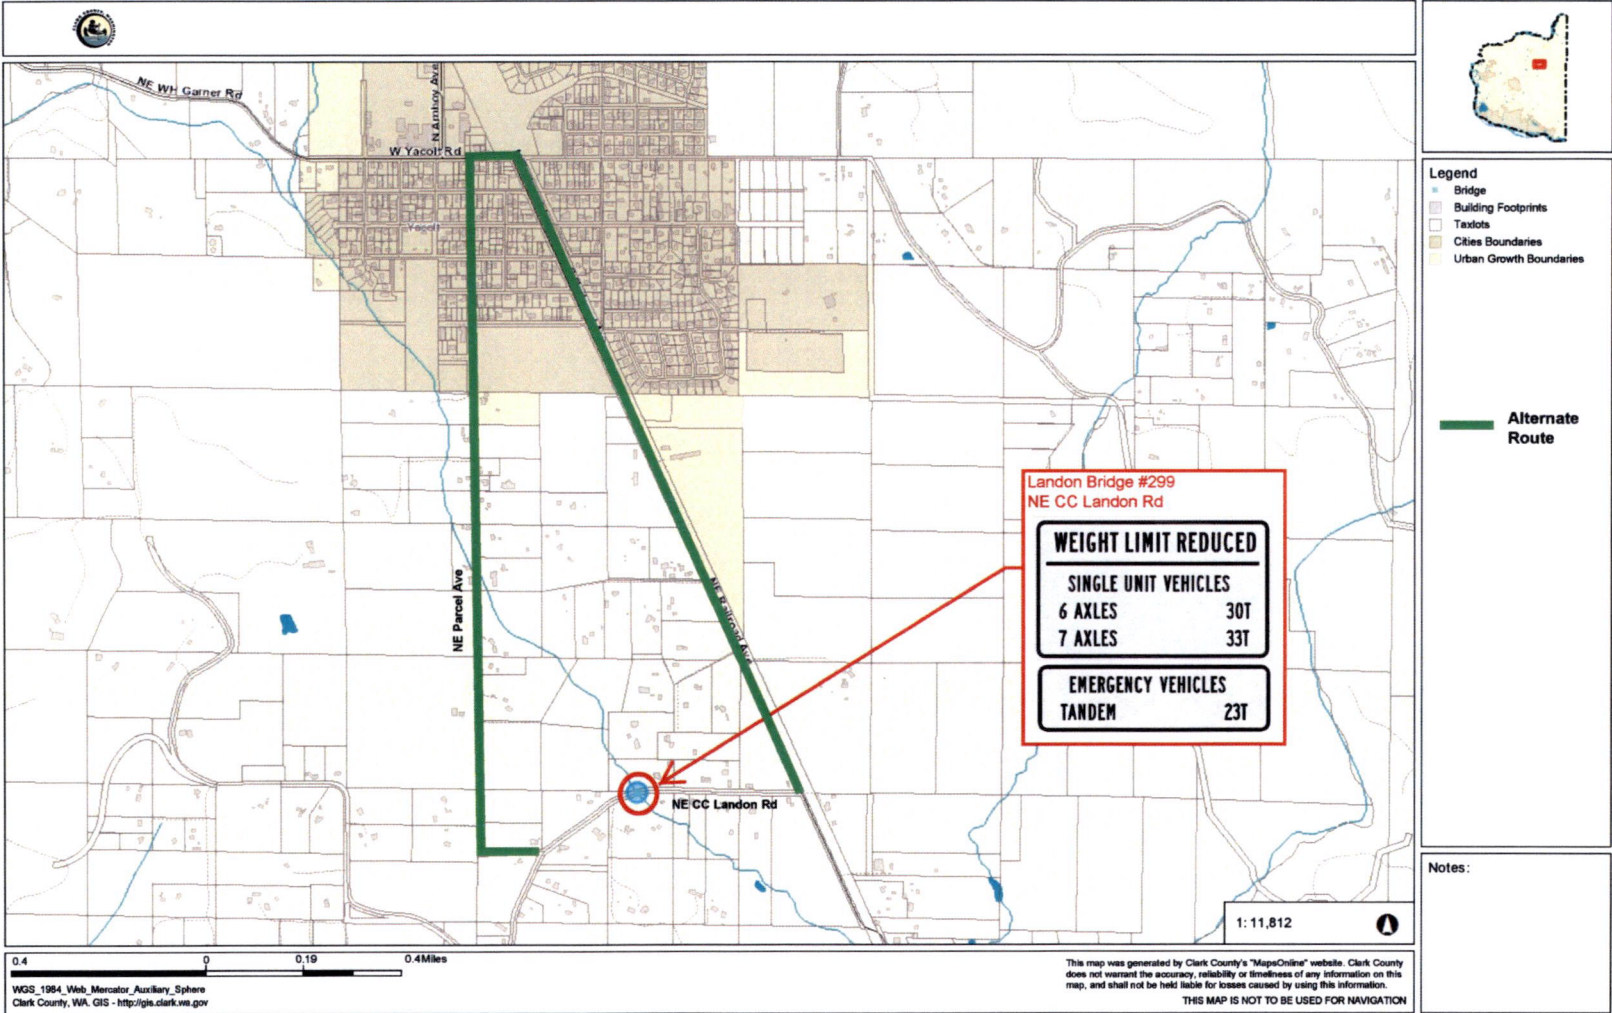 NE WH Garner Rd
N Amboy Ave
W Yacolt Rd
Yacolt
NE Parcel Ave
NE Railroad Ave
NE CC Landon Rd
Landon Bridge #299
NE CC Landon Rd
WEIGHT LIMIT REDUCED
SINGLE UNIT VEHICLES
6 AXLES 30T
7 AXLES 33T
EMERGENCY VEHICLES
TANDEM 23T
1: 11,812
Legend
Bridge
Building Footprints
Taxlots
Cities Boundaries
Urban Growth Boundaries
Alternate
Route
Notes:
0.4 0 0.19 0.4Miles
WGS_1984_Web_Mercator_Auxiliary_Sphere
Clark County, WA. GIS - http://gis.clark.wa.gov
This map was generated by Clark County's "MapsOnline" website. Clark County
does not warrant the accuracy, reliability or timeliness of any information on this
map, and shall not be held liable for losses caused by using this information.
THIS MAP IS NOT TO BE USED FOR NAVIGATION